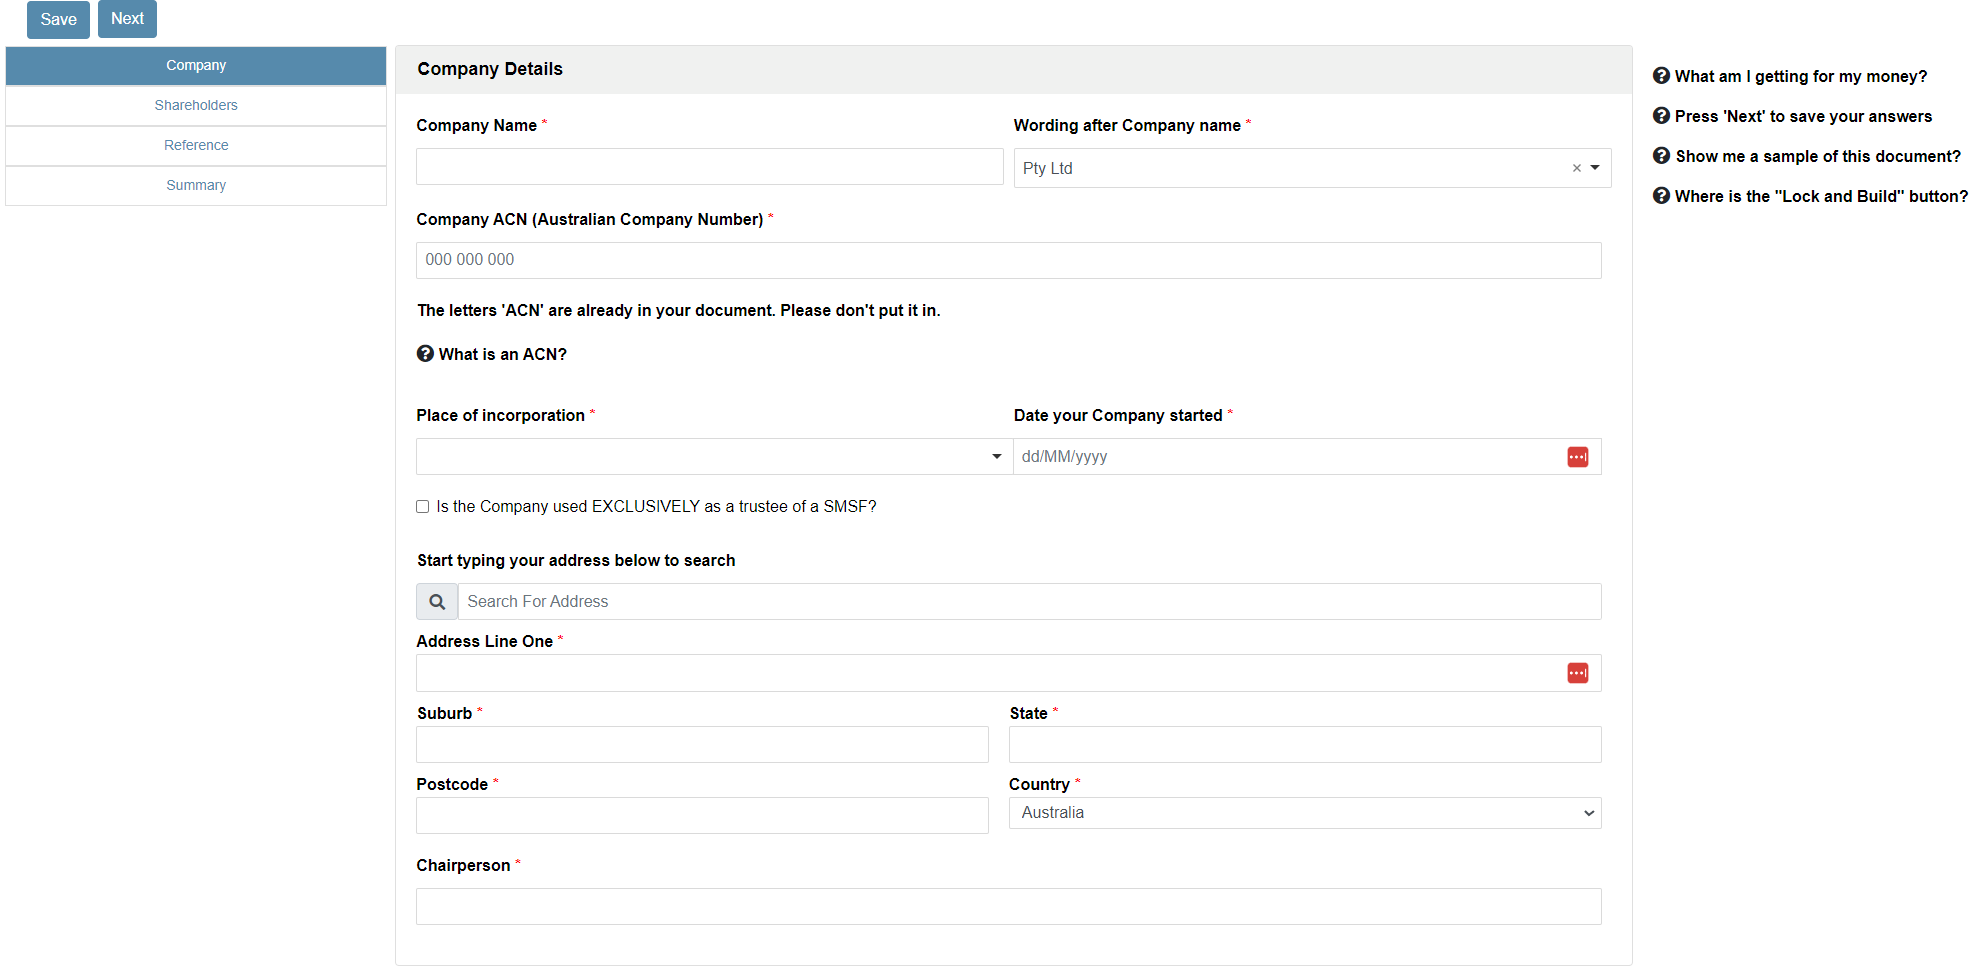 Save
Next
Company
Shareholders
Reference
Summary
Company Details
Company Name *
Wording after Company name *
Pty Ltd
Company ACN (Australian Company Number) *
000 000 000
The letters 'ACN' are already in your document. Please don't put it in.
What is an ACN?
Place of incorporation *
Date your Company started *
dd/MM/yyyy
Is the Company used EXCLUSIVELY as a trustee of a SMSF?
Start typing your address below to search
Search For Address
Address Line One *
Suburb *
State *
Postcode *
Country *
Australia
Chairperson *
What am I getting for my money?
Press 'Next' to save your answers
Show me a sample of this document?
Where is the "Lock and Build" button?